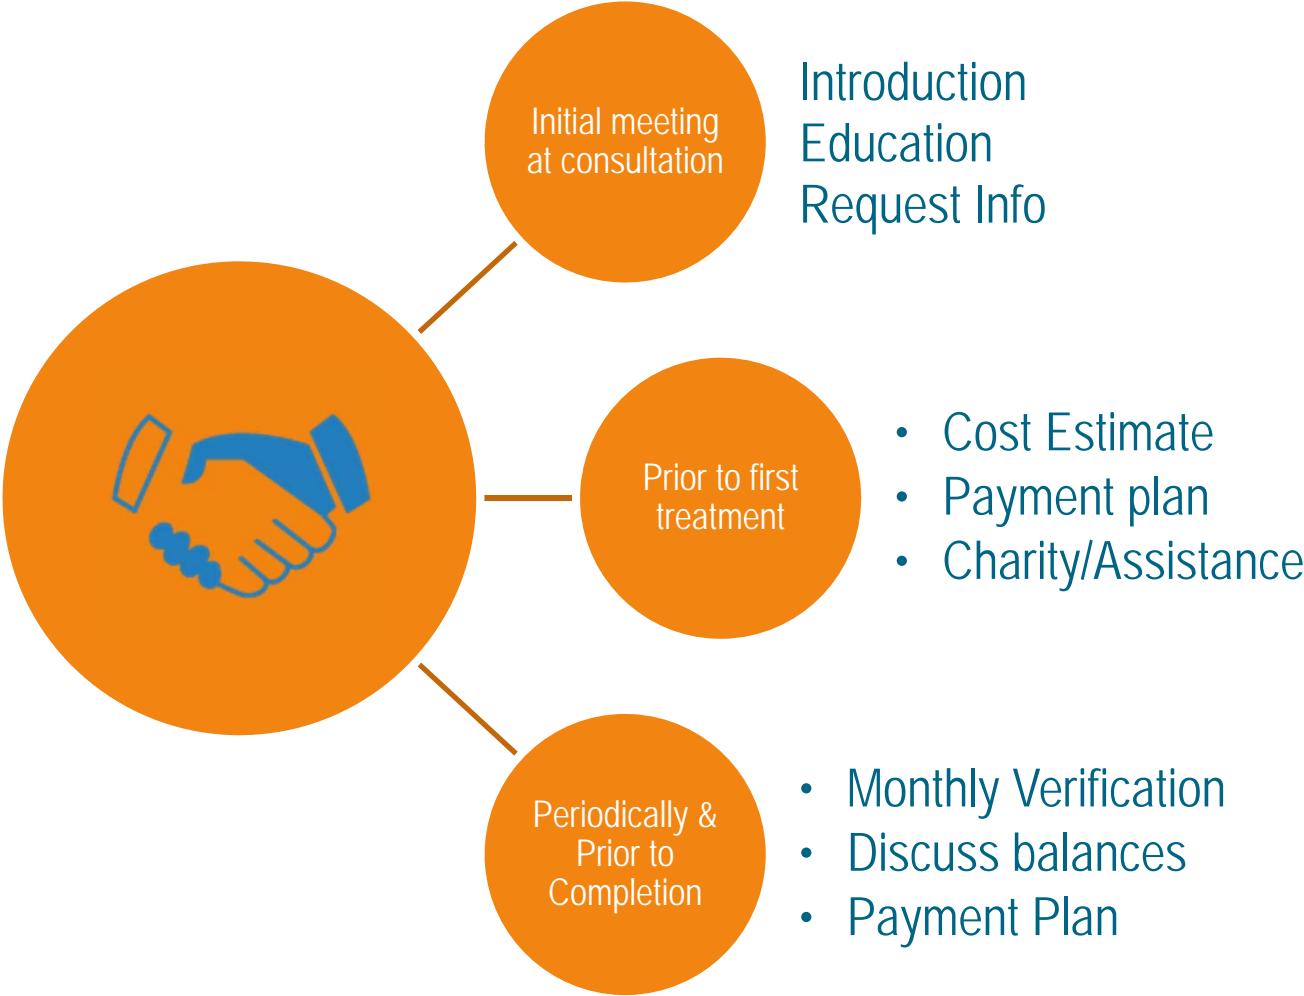 Initial meeting
at consultation
Introduction
Education
Request Info
Prior to first
treatment
• Cost Estimate
• Payment plan
• Charity/Assistance
Periodically &
Prior to
Completion
• Monthly Verification
• Discuss balances
• Payment Plan